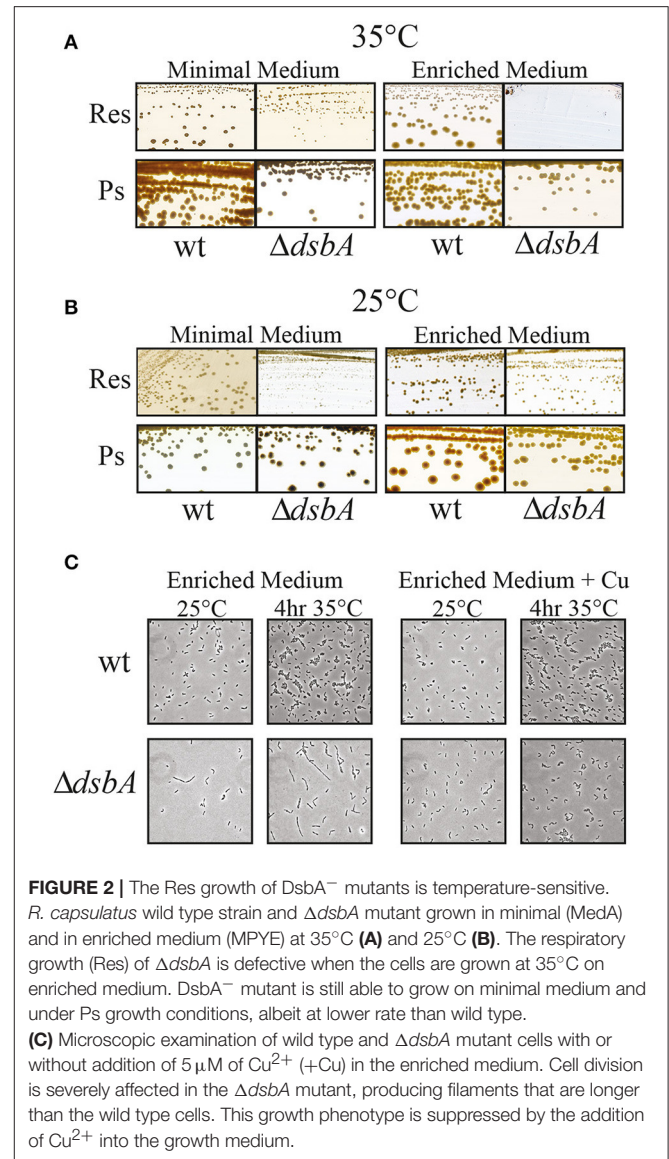 A
35°C
Minimal Medium Enriched Medium
Res
Ps
wt ΔdsbA wt ΔdsbA
B
25°C
Minimal Medium Enriched Medium
Res
Ps
wt ΔdsbA wt ΔdsbA
C
Enriched Medium Enriched Medium + Cu
25°C 4hr 35°C 25°C 4hr 35°C
wt
ΔdsbA
FIGURE 2 | The Res growth of DsbA⁻ mutants is temperature-sensitive.
R. capsulatus wild type strain and ΔdsbA mutant grown in minimal (MedA)
and in enriched medium (MPYE) at 35°C (A) and 25°C (B). The respiratory
growth (Res) of ΔdsbA is defective when the cells are grown at 35°C on
enriched medium. DsbA⁻ mutant is still able to grow on minimal medium and
under Ps growth conditions, albeit at lower rate than wild type.
(C) Microscopic examination of wild type and ΔdsbA mutant cells with or
without addition of 5 μM of Cu²⁺ (+Cu) in the enriched medium. Cell division
is severely affected in the ΔdsbA mutant, producing filaments that are longer
than the wild type cells. This growth phenotype is suppressed by the addition
of Cu²⁺ into the growth medium.